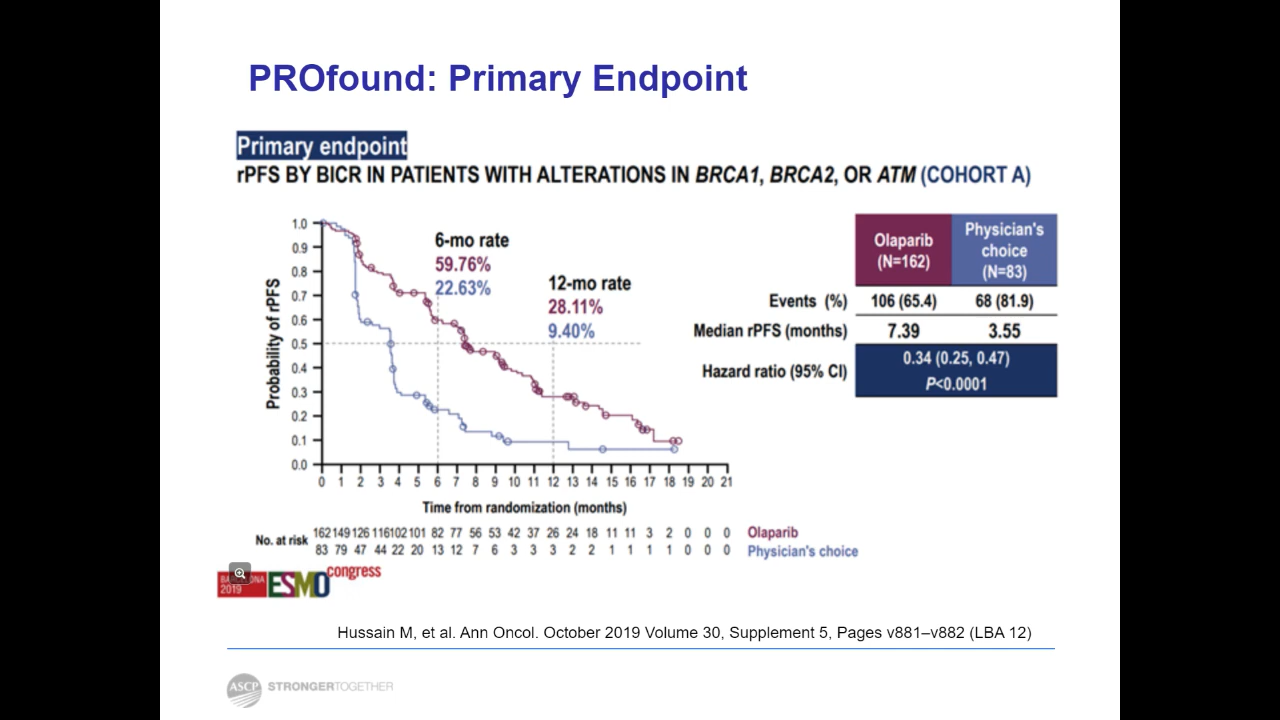 PROfound: Primary Endpoint
Primary endpoint
rPFS BY BICR IN PATIENTS WITH ALTERATIONS IN BRCA1, BRCA2, OR ATM (COHORT A)
1.0
0.9
0.8
0.7
0.6
0.5
0.4
0.3
0.2
0.1
0.0
Probability of rPFS
6-mo rate
59.76%
22.63%
12-mo rate
28.11%
9.40%
0 1 2 3 4 5 6 7 8 9 10 11 12 13 14 15 16 17 18 19 20 21
Time from randomization (months)
Olaparib (N=162) Physician's choice (N=83)
Events (%) 106 (65.4) 68 (81.9)
Median rPFS (months) 7.39 3.55
Hazard ratio (95% CI) 0.34 (0.25, 0.47)
P<0.0001
No. at risk
162 149 126 116 102 101 82 77 56 53 42 37 26 24 18 11 11 3 2 0 0 0 Olaparib
83 79 47 44 22 20 13 12 7 6 3 3 3 2 2 1 1 1 1 0 0 0 Physician's choice
2019 ESMO congress
Hussain M, et al. Ann Oncol. October 2019 Volume 30, Supplement 5, Pages v881–v882 (LBA 12)
ASCP STRONGERTOGETHER